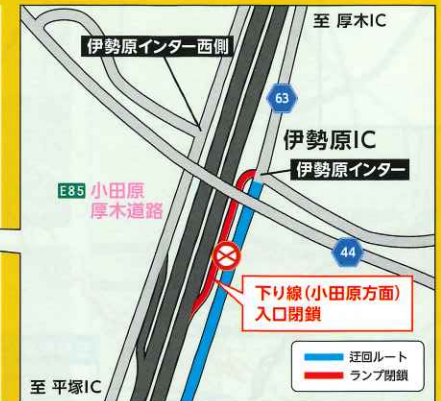 至 厚木IC
伊勢原インター西側
63
伊勢原IC
伊勢原インター
E85 小田原
厚木道路
44
下り線(小田原方面)
入口閉鎖
迂回ルート
ランプ閉鎖
至 平塚IC